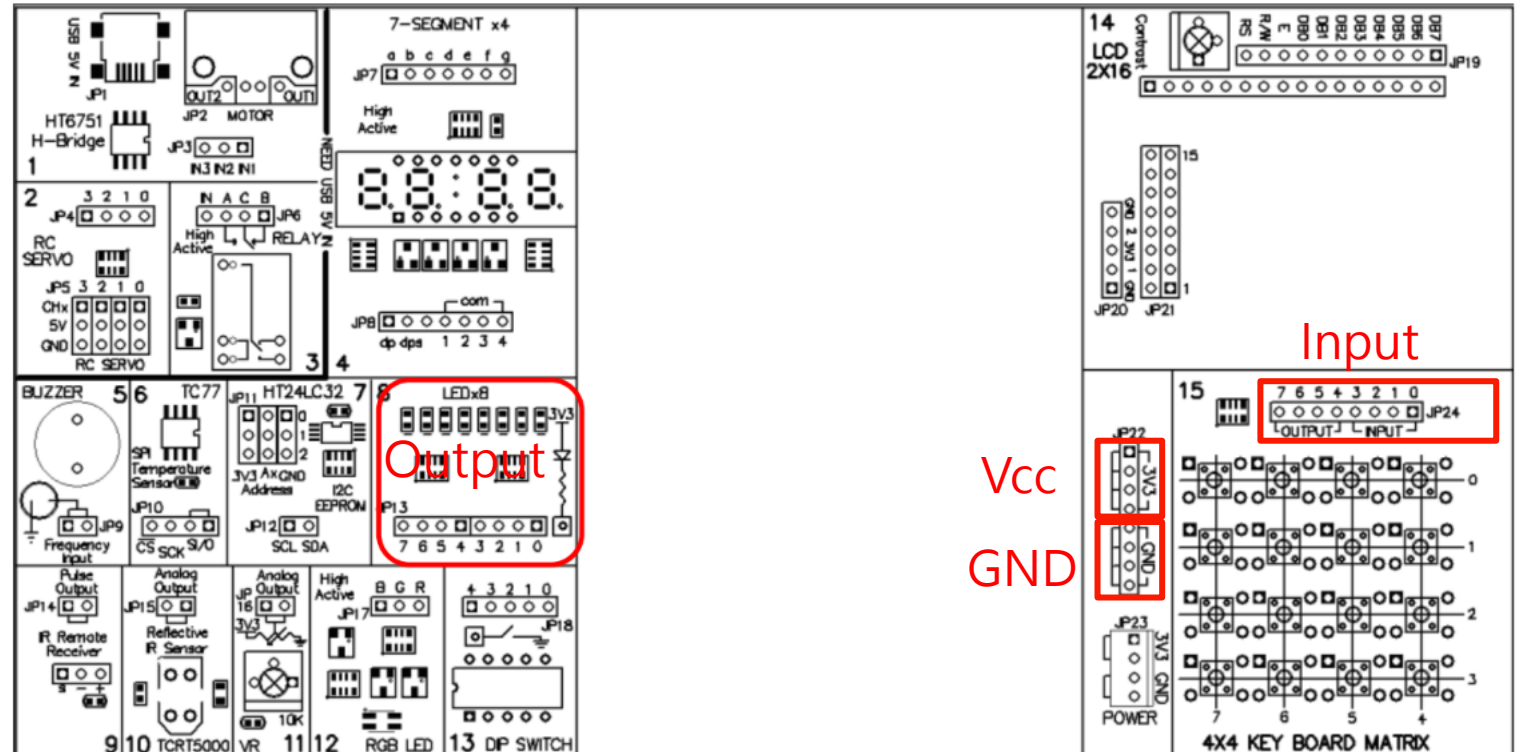 USB 5V IN
JP1
OUT2
OUT1
JP2 MOTOR
HT6751
H-Bridge
JP3
IN3 IN2 IN1
1
NEED USB 5V IN
7-SEGMENT x4
a b c d e f g
JP7
High
Active
8.8:8.8.
com
JP8
dp dps 1 2 3 4
4
2
3 2 1 0
JP4
RC
SERVO
JP5 3 2 1 0
CHx
5V
GND
RC SERVO
IN A C B
JP6
High
Active
RELAY
3
BUZZER 5
JP9
Frequency
Input
6 TC77
SPI
Temperature
Sensor
JP10
CS SCK SI/O
JP11 HT24LC32 7
0
1
2
3V3 Ax GND
Address
I2C
EEPROM
JP12
SCL SDA
8 LEDx8
3V3
Output
JP13
7 6 5 4 3 2 1 0
Pulse
Output
JP14
IR Remote
Receiver
s - +
9
Analog
Output
JP15
Reflective
IR Sensor
10 TCRT5000
Analog
Output
JP
16
3V3
10K
VR 11
High
Active
B G R
JP17
12 RGB LED
4 3 2 1 0
JP18
13 DIP SWITCH
14
LCD
2X16
Contrast
RS R/W E DB0 DB1 DB2 DB3 DB4 DB5 DB6 DB7
JP19
15
1
GND 2 3V3 1 GND
JP20 JP21
Input
15
7 6 5 4 3 2 1 0
JP24
OUTPUT INPUT
JP22
Vcc
3V3
GND
GND
JP23
3V3 GND
POWER
0
1
2
3
7 6 5 4
4X4 KEY BOARD MATRIX